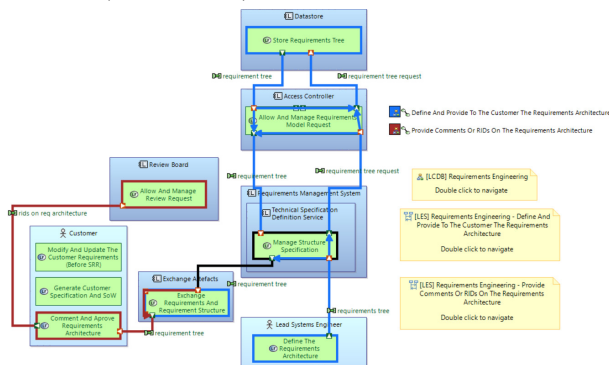 Datastore
Store Requirements Tree
requirement tree
requirement tree request
Access Controller
Allow And Manage Requirements
Model Request
Define And Provide To The Customer The Requirements Architecture
Provide Comments Or RIDs On The Requirements Architecture
Review Board
Allow And Manage
Review Request
requirement tree
requirement tree request
[LCDB] Requirements Engineering
Double click to navigate
Requirements Management System
Technical Specification
Definition Service
Manage Structure
Specification
rids on req architecture
Customer
Modify And Update The
Customer Requirements
(Before SRR)
Generate Customer
Specification And SoW
Comment And Aprove
Requirements
Architecture
[LES] Requirements Engineering - Define And
Provide To The Customer The Requirements
Architecture
Double click to navigate
Exchange Artefacts
Exchange
Requirements And
Requirement Structure
requirement tree
requirement tree
requirements tree
[LES] Requirements Engineering - Provide
Comments Or RIDs On The Requirements
Architecture
Double click to navigate
Lead Systems Engineer
Define The
Requirements
Architecture